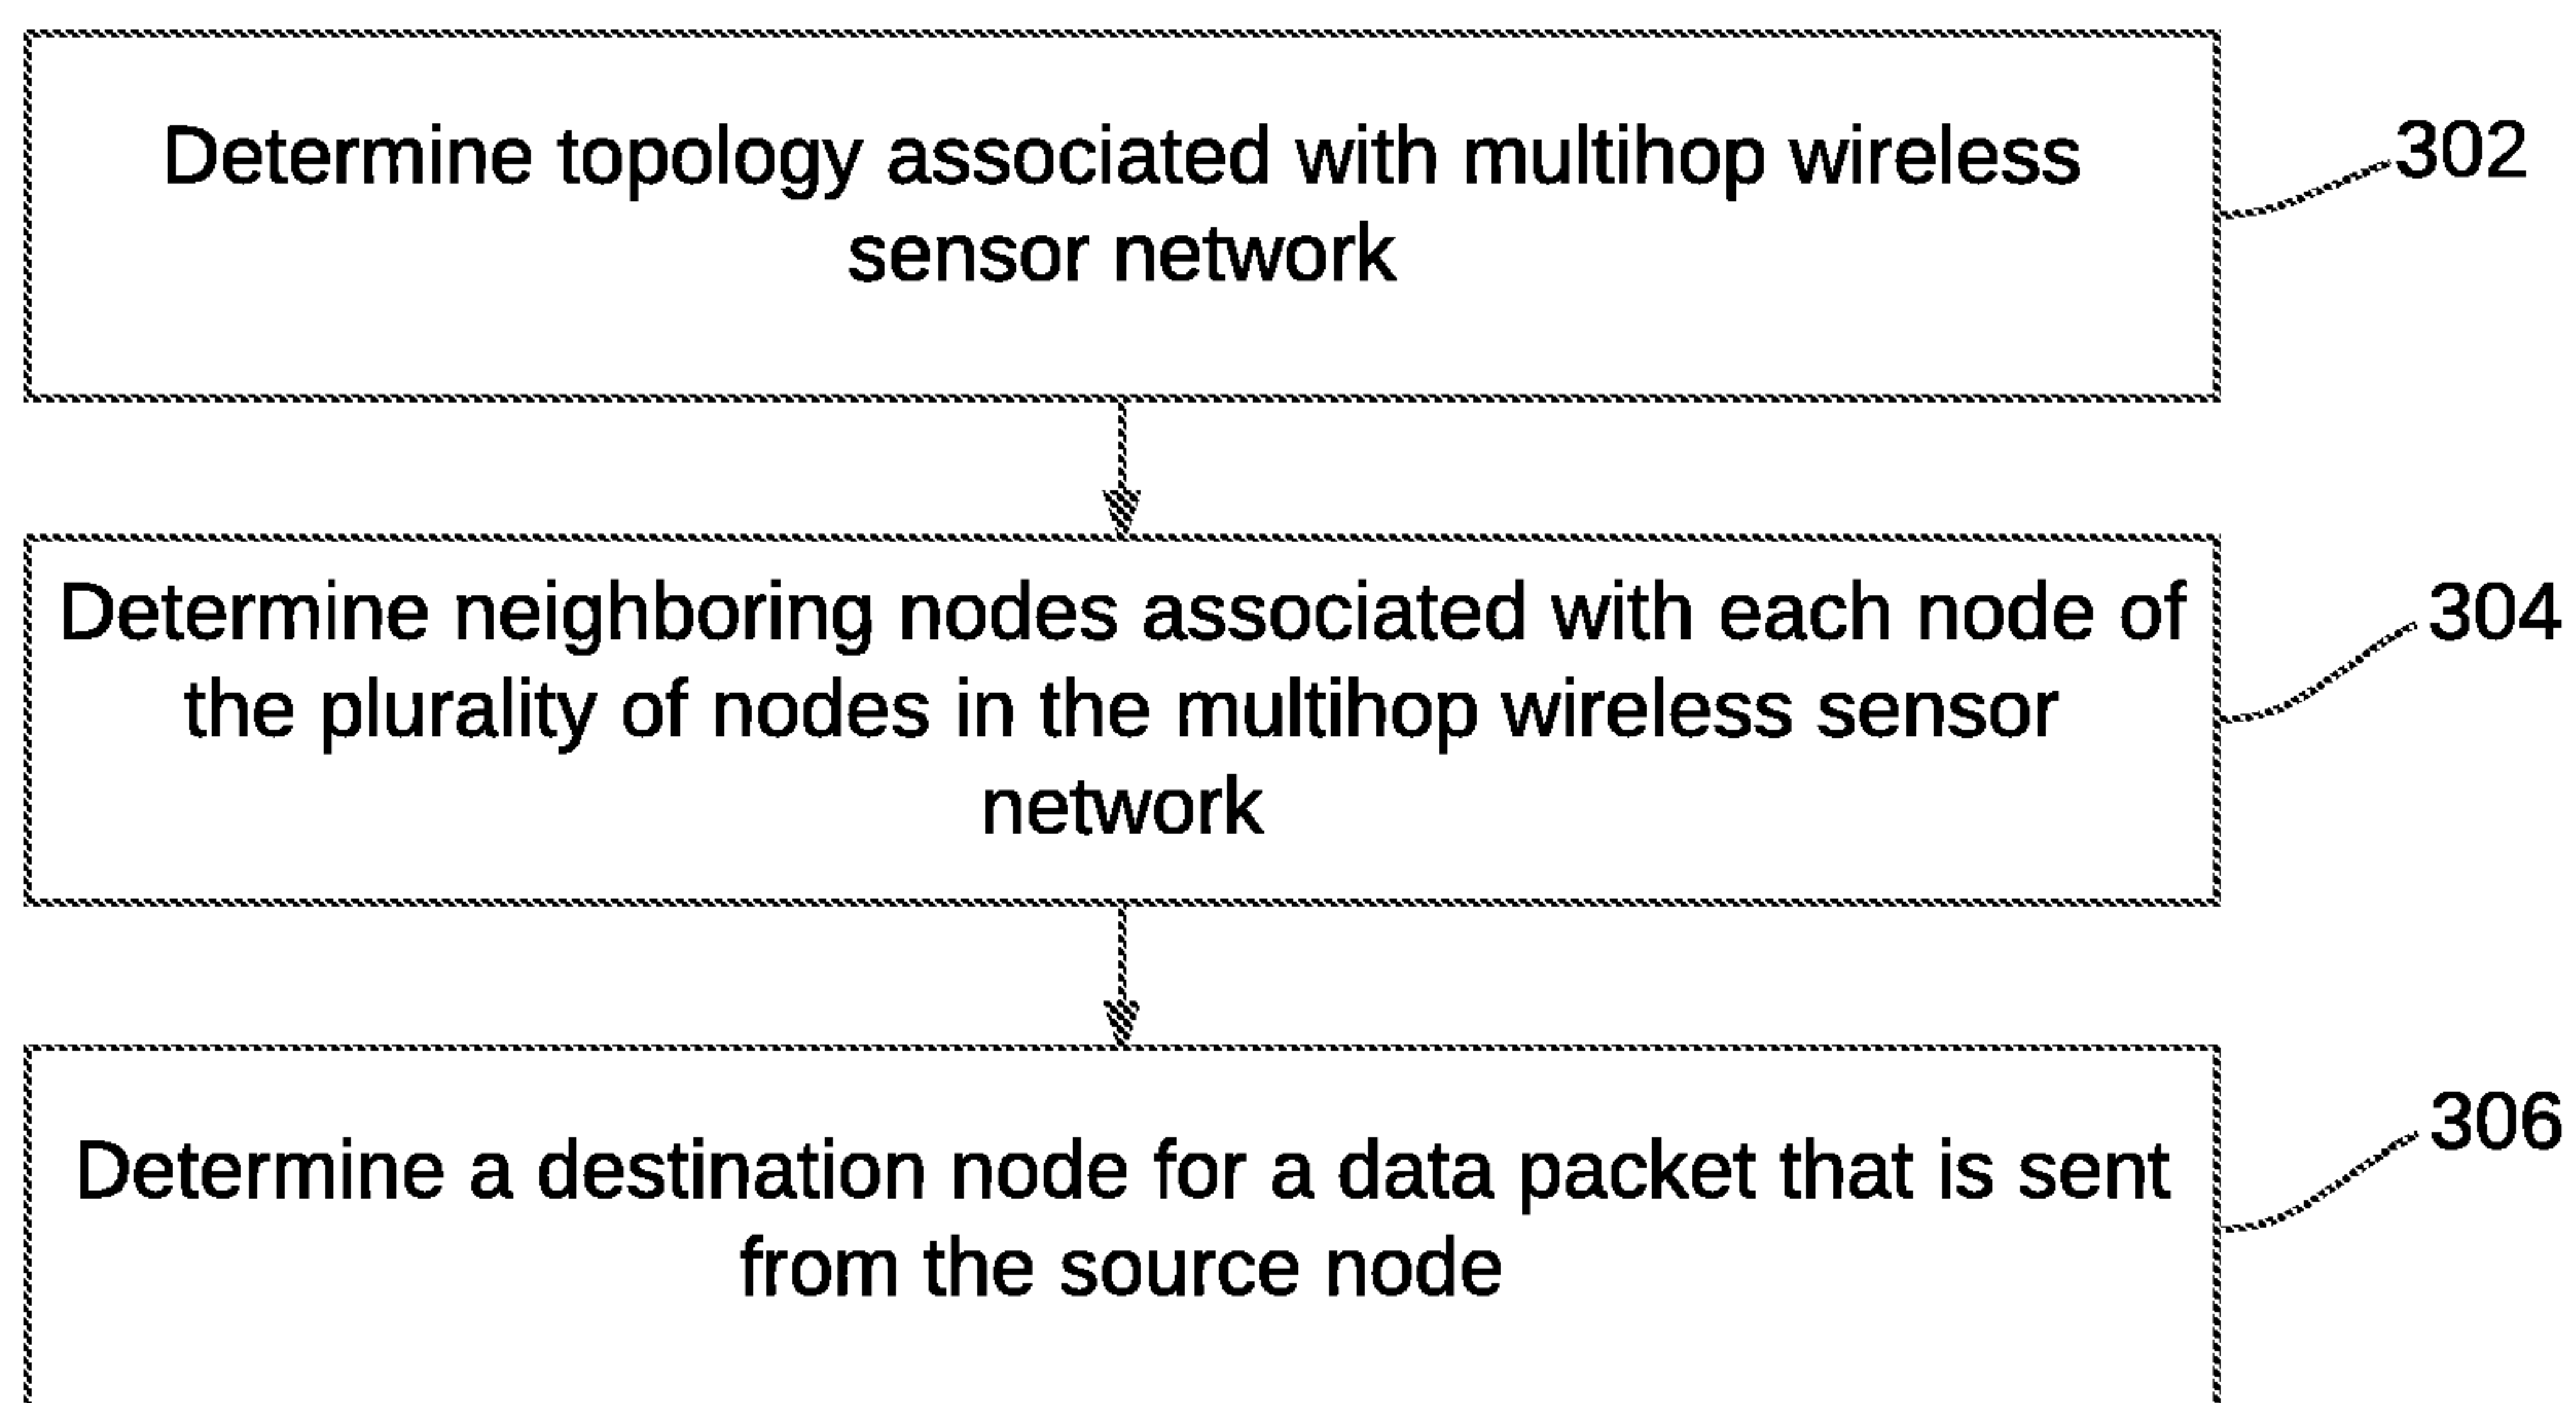 Determine topology associated with multihop wireless
sensor network
302
Determine neighboring nodes associated with each node of
the plurality of nodes in the multihop wireless sensor
network
304
Determine a destination node for a data packet that is sent
from the source node
306